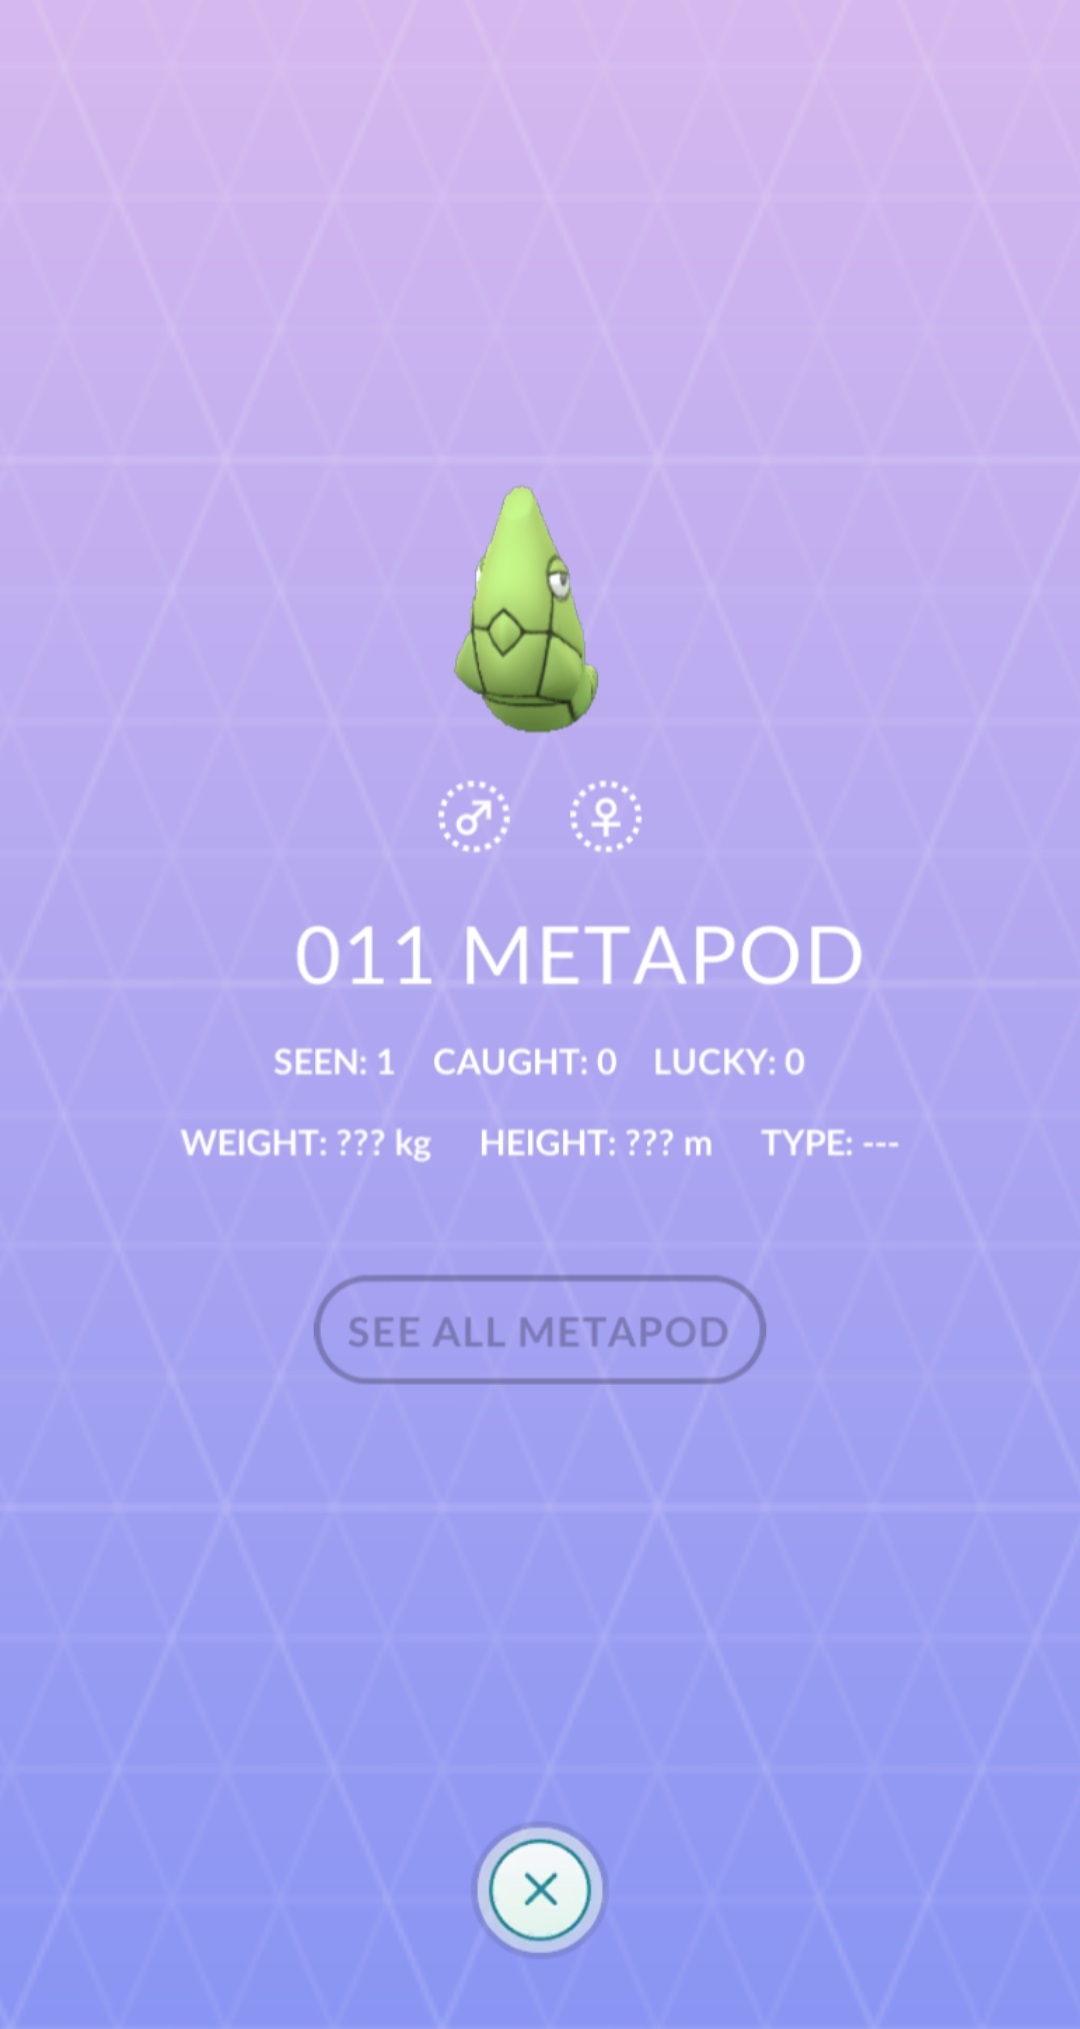 011 METAPOD
SEEN: 1 CAUGHT: 0 LUCKY: 0
WEIGHT: ??? kg HEIGHT: ??? m TYPE: ---
SEE ALL METAPOD